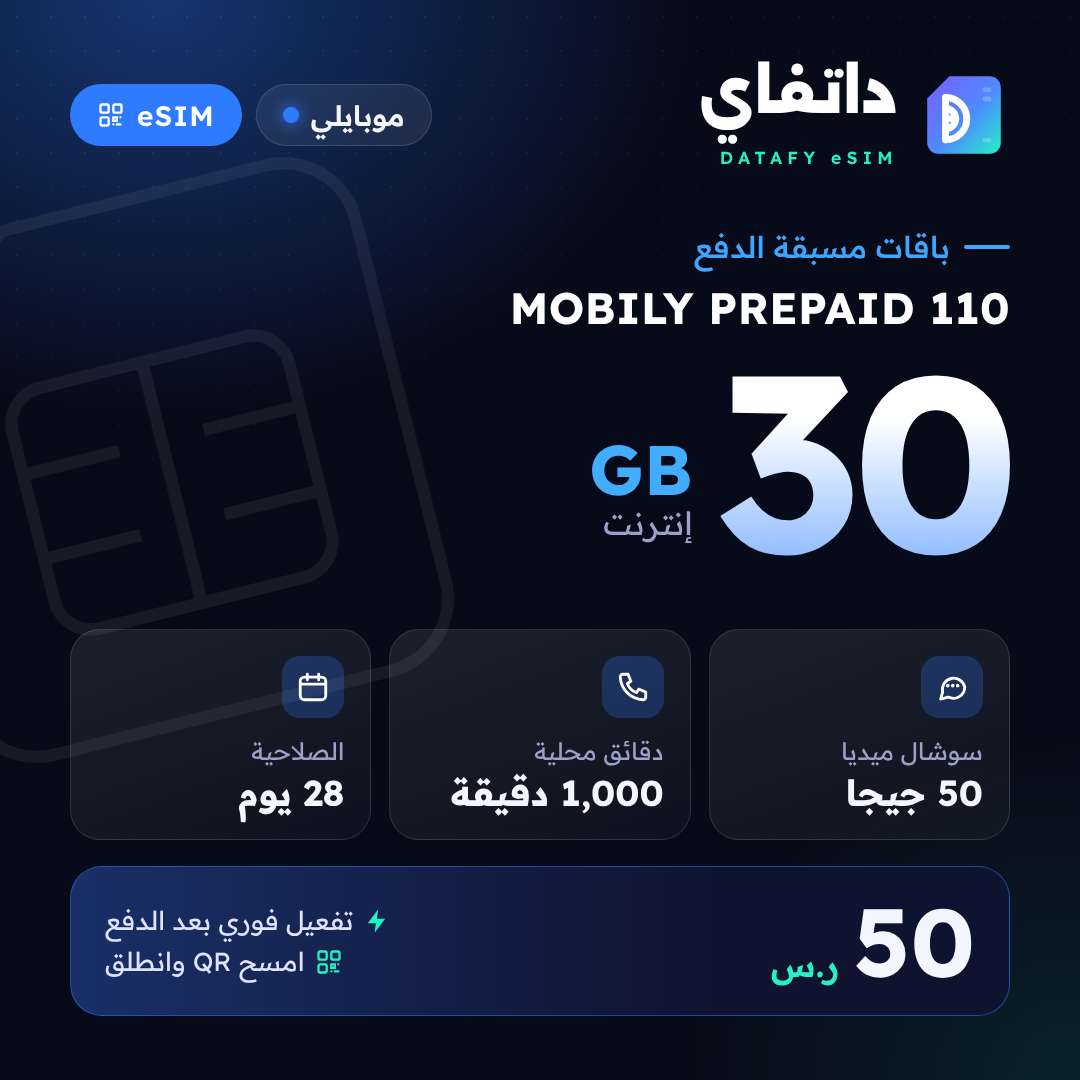 داتفاي
DATAFY eSIM
موبايلي
eSIM
باقات مسبقة الدفع
MOBILY PREPAID 110
30 GB
إنترنت
سوشال ميديا
50 جيجا
دقائق محلية
1,000 دقيقة
الصلاحية
28 يوم
50 ر.س
تفعيل فوري بعد الدفع
امسح QR وانطلق